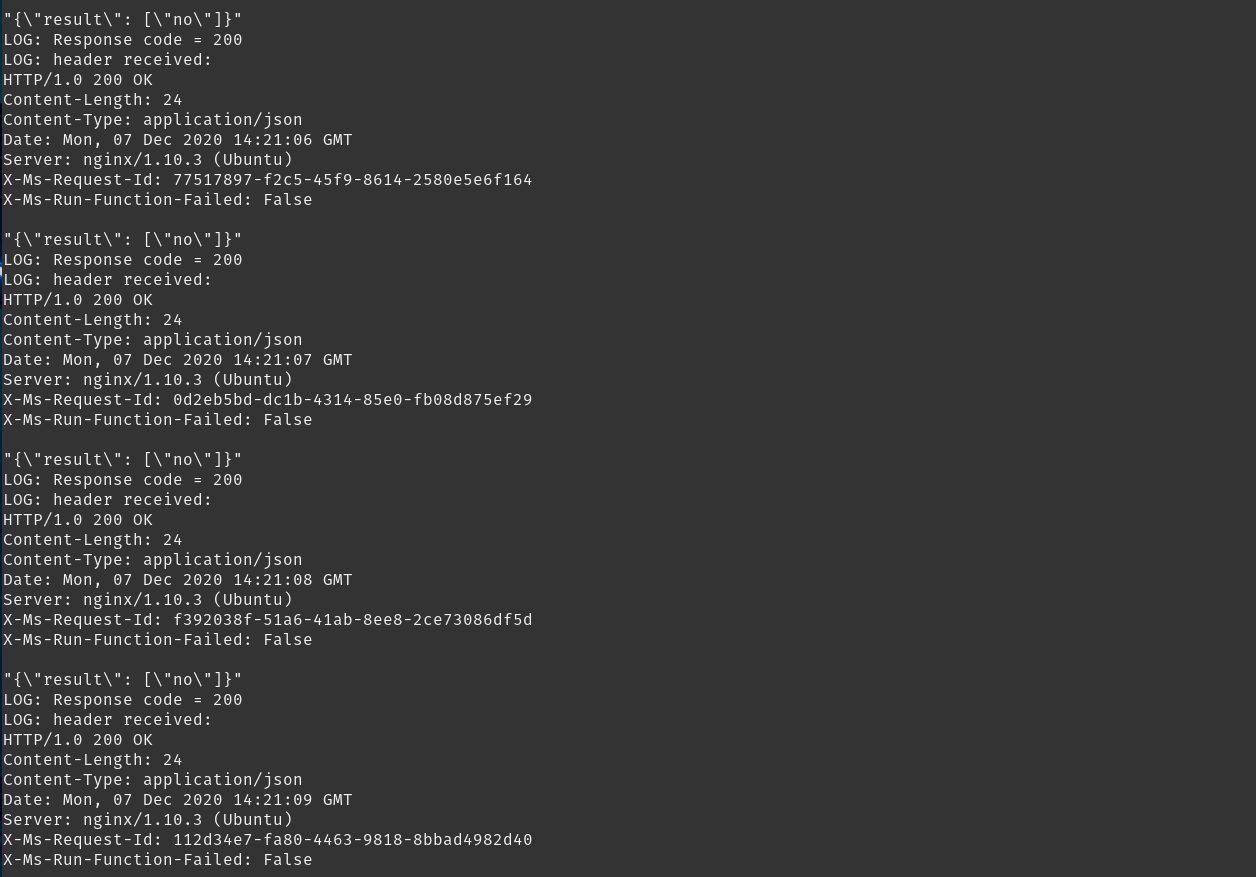 "{\"result\": [\"no\"]}"
LOG: Response code = 200
LOG: header received:
HTTP/1.0 200 OK
Content-Length: 24
Content-Type: application/json
Date: Mon, 07 Dec 2020 14:21:06 GMT
Server: nginx/1.10.3 (Ubuntu)
X-Ms-Request-Id: 77517897-f2c5-45f9-8614-2580e5e6f164
X-Ms-Run-Function-Failed: False

"{\"result\": [\"no\"]}"
LOG: Response code = 200
LOG: header received:
HTTP/1.0 200 OK
Content-Length: 24
Content-Type: application/json
Date: Mon, 07 Dec 2020 14:21:07 GMT
Server: nginx/1.10.3 (Ubuntu)
X-Ms-Request-Id: 0d2eb5bd-dc1b-4314-85e0-fb08d875ef29
X-Ms-Run-Function-Failed: False

"{\"result\": [\"no\"]}"
LOG: Response code = 200
LOG: header received:
HTTP/1.0 200 OK
Content-Length: 24
Content-Type: application/json
Date: Mon, 07 Dec 2020 14:21:08 GMT
Server: nginx/1.10.3 (Ubuntu)
X-Ms-Request-Id: f392038f-51a6-41ab-8ee8-2ce73086df5d
X-Ms-Run-Function-Failed: False

"{\"result\": [\"no\"]}"
LOG: Response code = 200
LOG: header received:
HTTP/1.0 200 OK
Content-Length: 24
Content-Type: application/json
Date: Mon, 07 Dec 2020 14:21:09 GMT
Server: nginx/1.10.3 (Ubuntu)
X-Ms-Request-Id: 112d34e7-fa80-4463-9818-8bbad4982d40
X-Ms-Run-Function-Failed: False